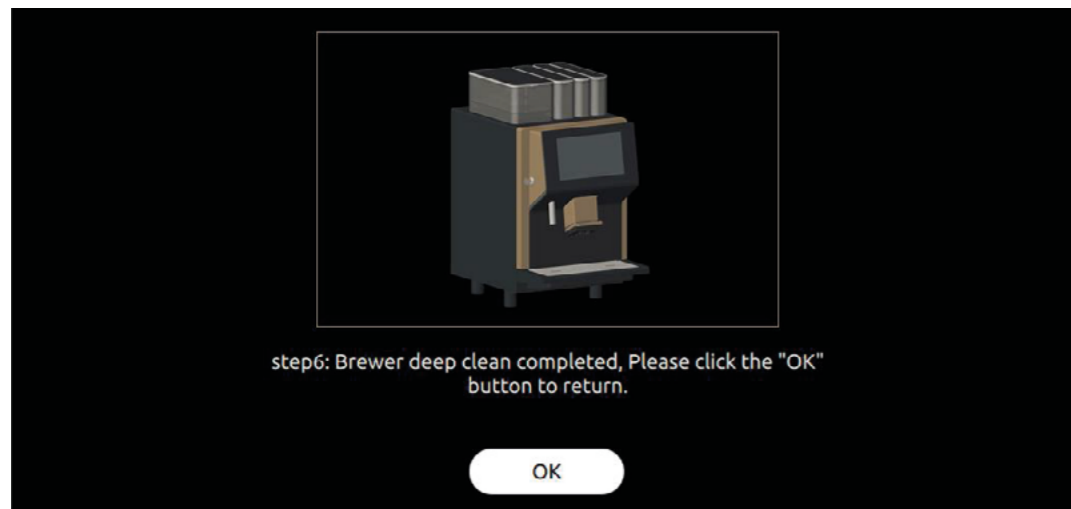 step6: Brewer deep clean completed, Please click the "OK"
button to return.
OK